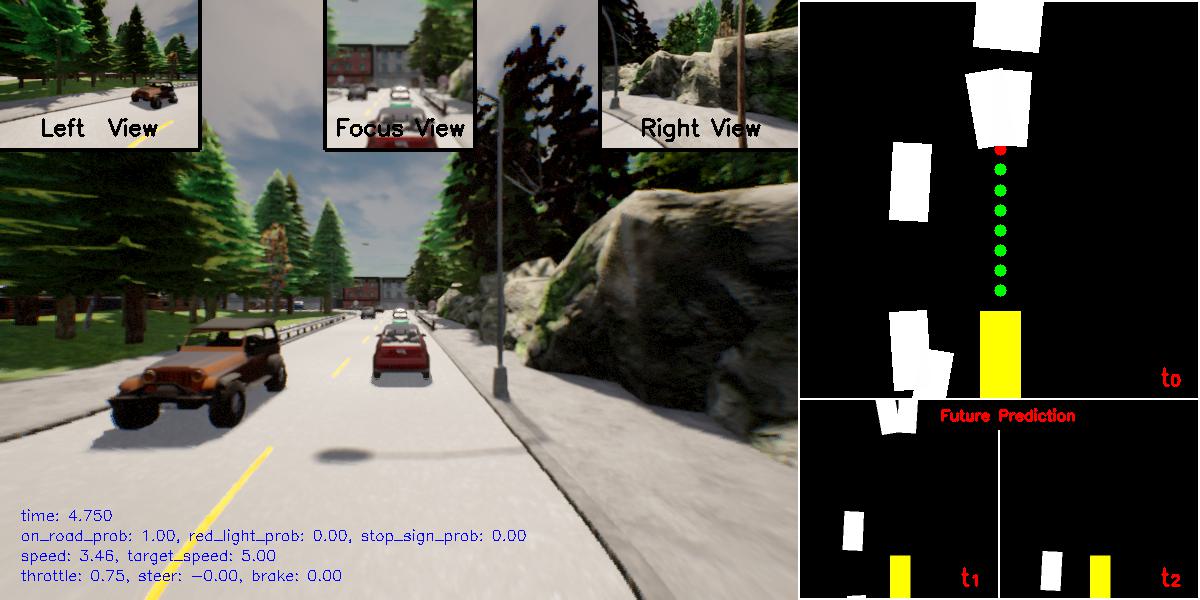 Left View
Focus View
Right View
time: 4.750
on_road_prob: 1.00, red_light_prob: 0.00, stop_sign_prob: 0.00
speed: 3.46, target_speed: 5.00
throttle: 0.75, steer: −0.00, brake: 0.00
t0
Future Prediction
t1
t2